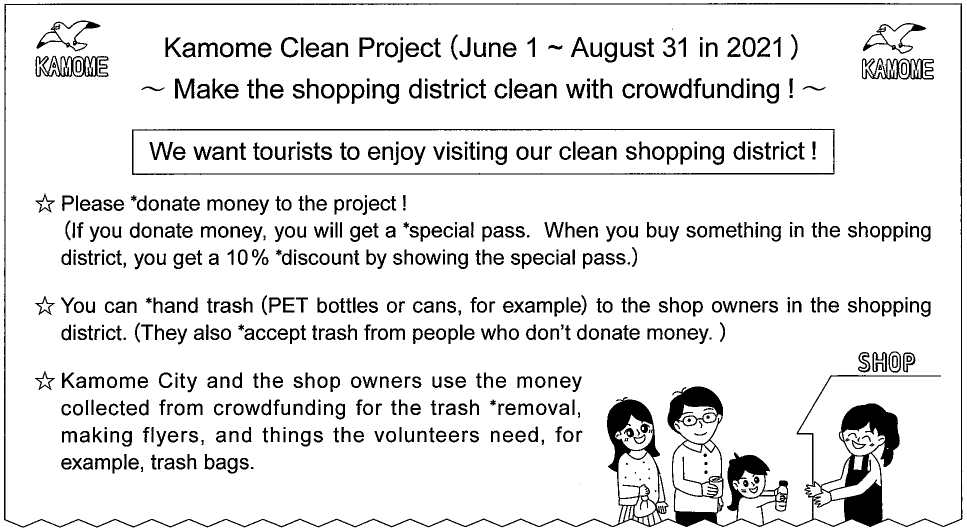 KAMOME
KAMOME
Kamome Clean Project (June 1 ~ August 31 in 2021)
~ Make the shopping district clean with crowdfunding ! ~
We want tourists to enjoy visiting our clean shopping district !
☆ Please *donate money to the project !
(If you donate money, you will get a *special pass. When you buy something in the shopping
district, you get a 10% *discount by showing the special pass.)
☆ You can *hand trash (PET bottles or cans, for example) to the shop owners in the shopping
district. (They also *accept trash from people who don't donate money. )
☆ Kamome City and the shop owners use the money
collected from crowdfunding for the trash *removal,
making flyers, and things the volunteers need, for
example, trash bags.
SHOP